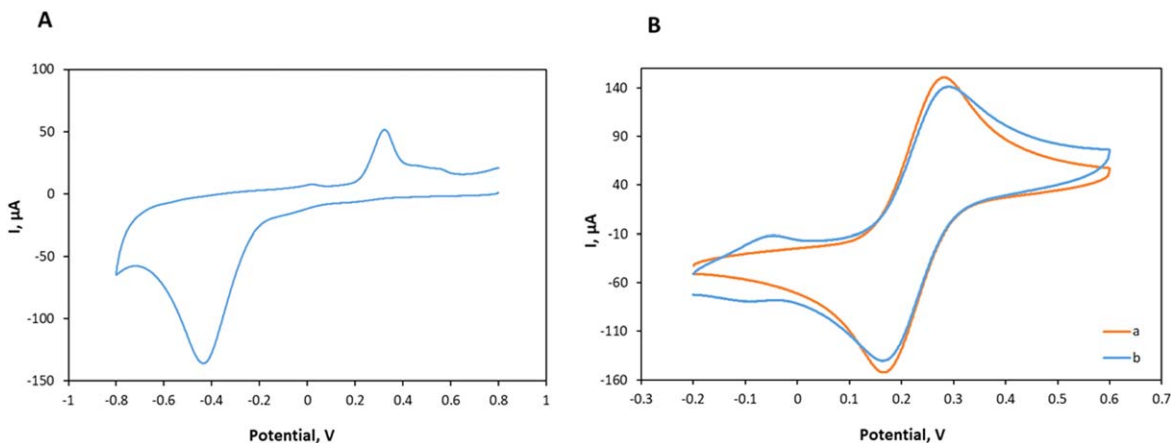 A
100
50
0
-50
-100
-150
I, µA
-1 -0.8 -0.6 -0.4 -0.2 0 0.2 0.4 0.6 0.8 1
Potential, V
B
140
90
40
-10
-60
-110
-160
I, µA
-0.3 -0.2 -0.1 0 0.1 0.2 0.3 0.4 0.5 0.6 0.7
Potential, V
a
b